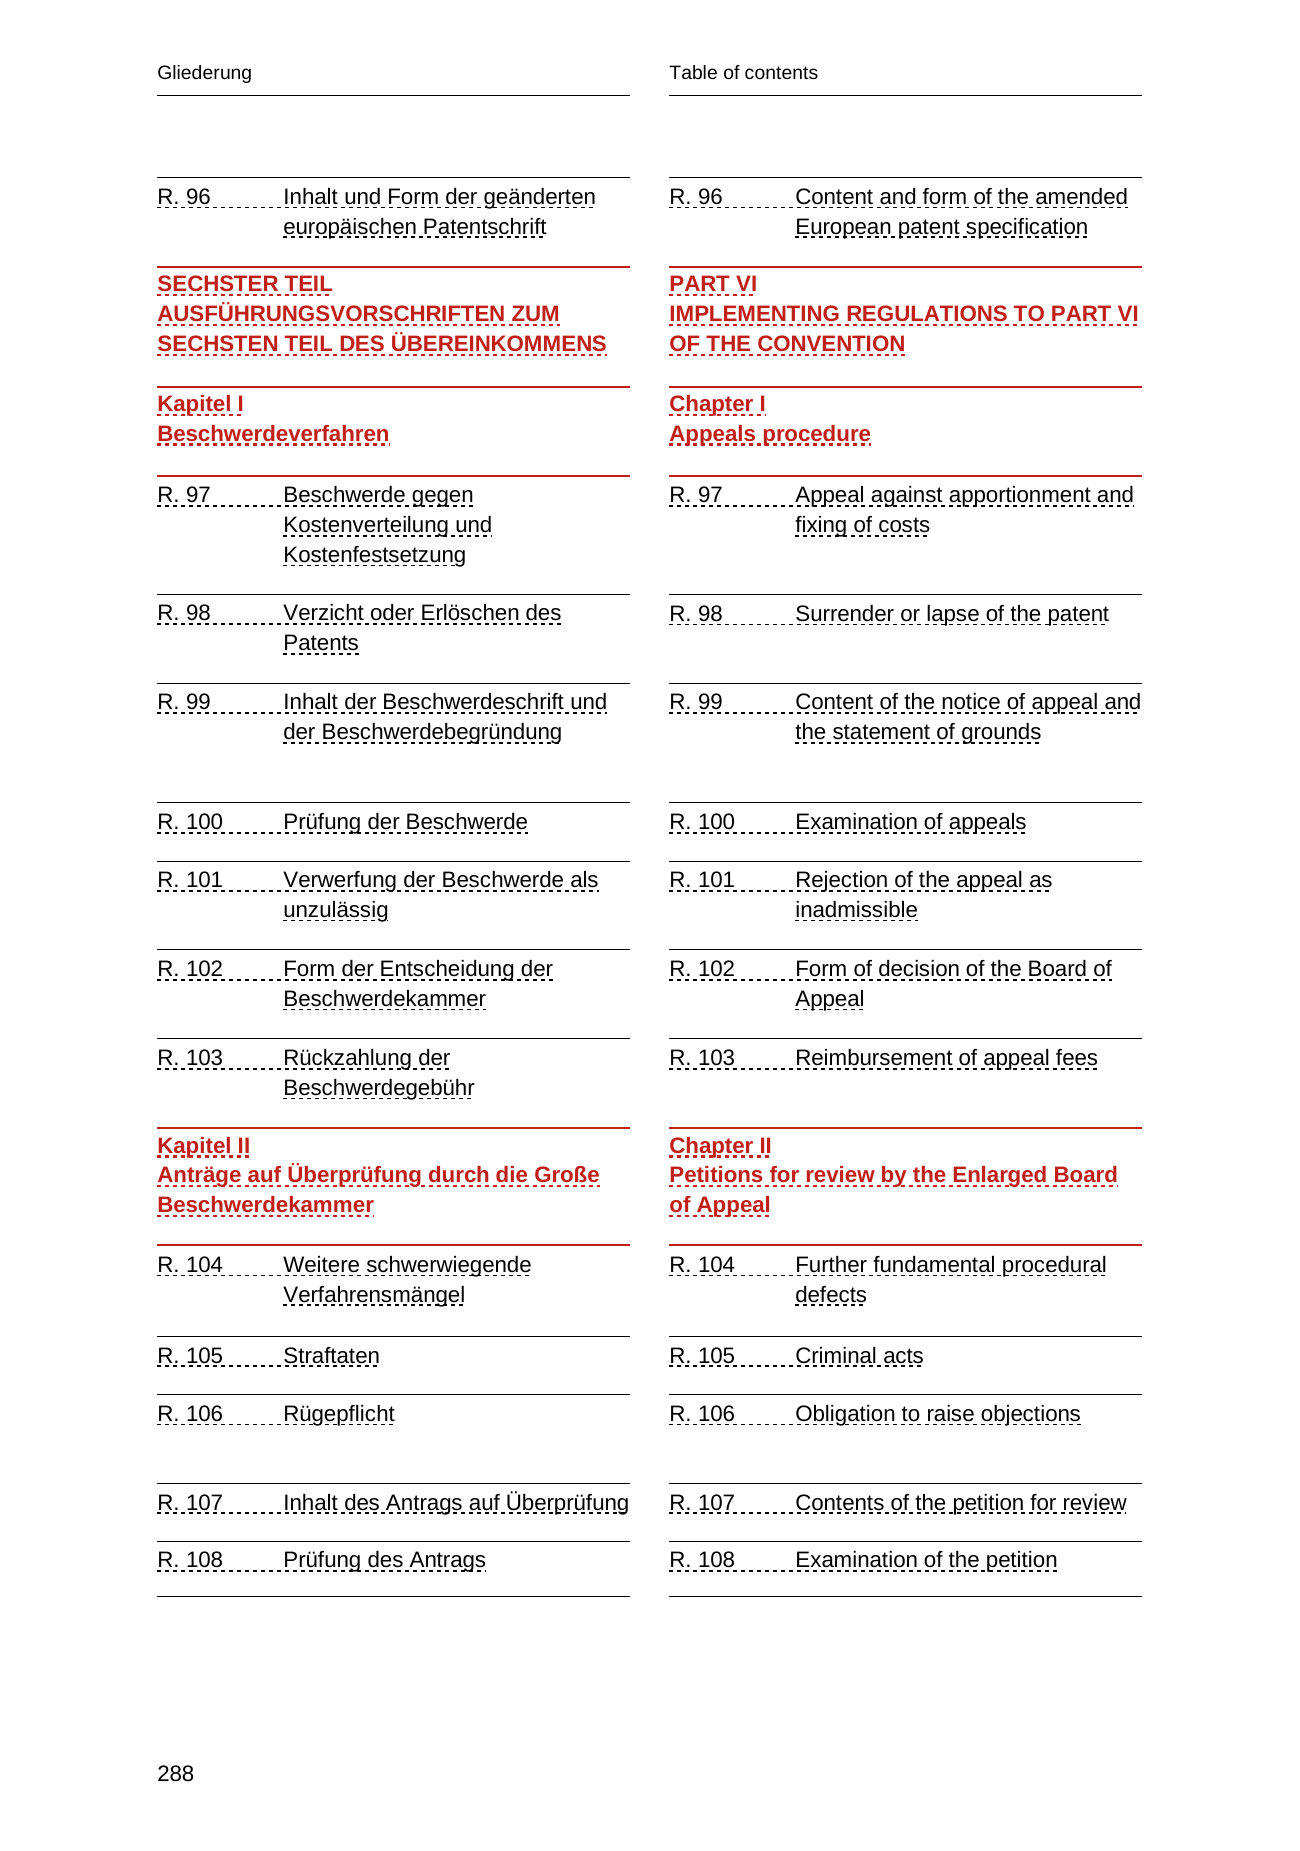 Gliederung
R. 96 Inhalt und Form der geänderten
europäischen Patentschrift
SECHSTER TEIL
AUSFÜHRUNGSVORSCHRIFTEN ZUM
SECHSTEN TEIL DES ÜBEREINKOMMENS
Kapitel I
Beschwerdeverfahren
R. 97 Beschwerde gegen
Kostenverteilung und
Kostenfestsetzung
R. 98 Verzicht oder Erlöschen des
Patents
R. 99 Inhalt der Beschwerdeschrift und
der Beschwerdebegründung
R. 100 Prüfung der Beschwerde
R. 101 Verwerfung der Beschwerde als
unzulässig
R. 102 Form der Entscheidung der
Beschwerdekammer
R. 103 Rückzahlung der
Beschwerdegebühr
Kapitel II
Anträge auf Überprüfung durch die Große
Beschwerdekammer
R. 104 Weitere schwerwiegende
Verfahrensmängel
R. 105 Straftaten
R. 106 Rügepflicht
R. 107 Inhalt des Antrags auf Überprüfung
R. 108 Prüfung des Antrags
Table of contents
R. 96 Content and form of the amended
European patent specification
PART VI
IMPLEMENTING REGULATIONS TO PART VI
OF THE CONVENTION
Chapter I
Appeals procedure
R. 97 Appeal against apportionment and
fixing of costs
R. 98 Surrender or lapse of the patent
R. 99 Content of the notice of appeal and
the statement of grounds
R. 100 Examination of appeals
R. 101 Rejection of the appeal as
inadmissible
R. 102 Form of decision of the Board of
Appeal
R. 103 Reimbursement of appeal fees
Chapter II
Petitions for review by the Enlarged Board
of Appeal
R. 104 Further fundamental procedural
defects
R. 105 Criminal acts
R. 106 Obligation to raise objections
R. 107 Contents of the petition for review
R. 108 Examination of the petition
288